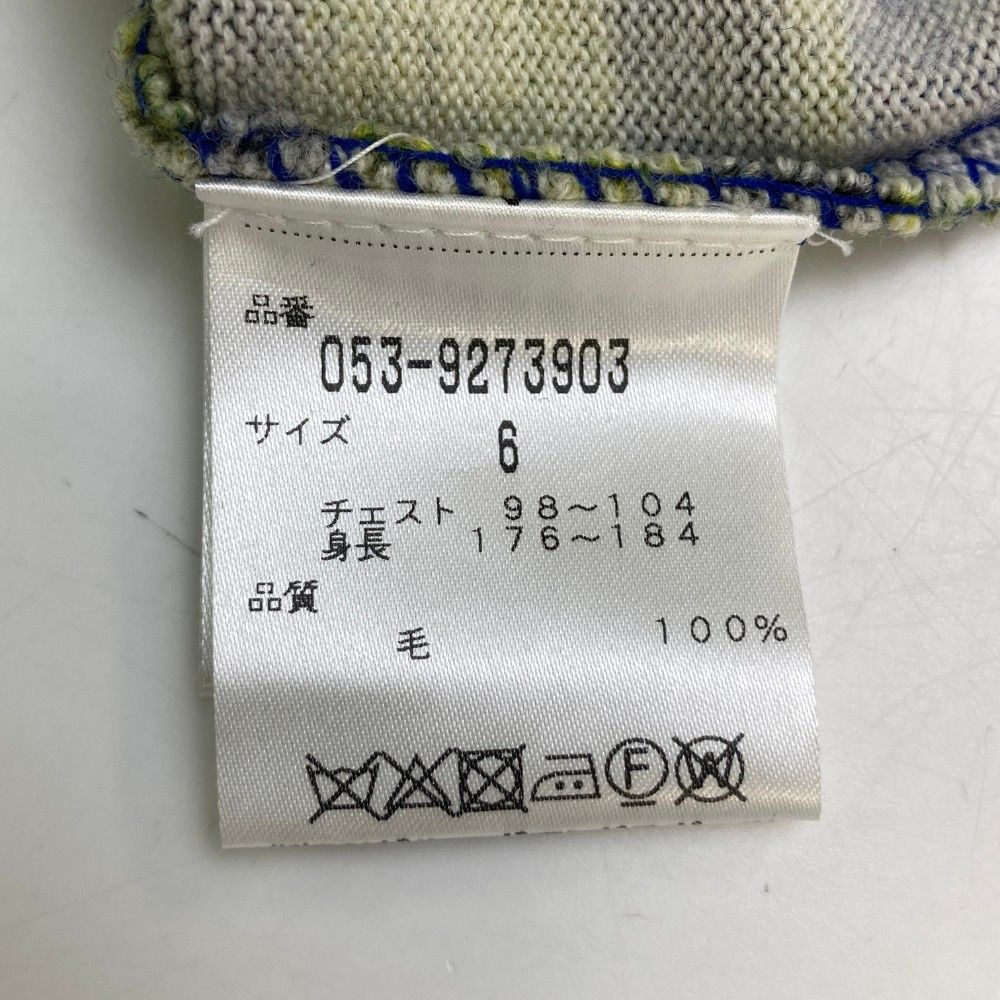 品番
053-9273903
サイズ 6
チェスト 98～104
身長 176～184
品質
毛 100%
F
W